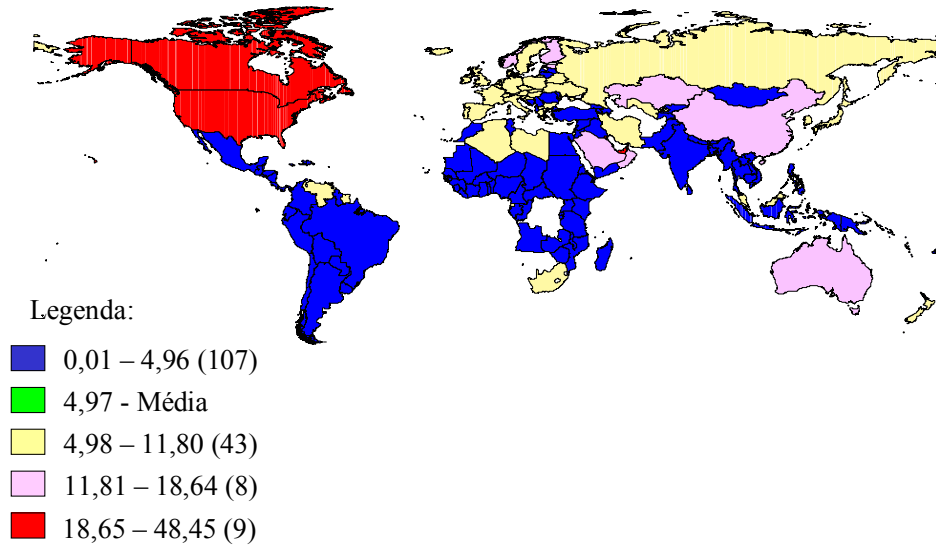 Legenda:
0,01 – 4,96 (107)
4,97 - Média
4,98 – 11,80 (43)
11,81 – 18,64 (8)
18,65 – 48,45 (9)